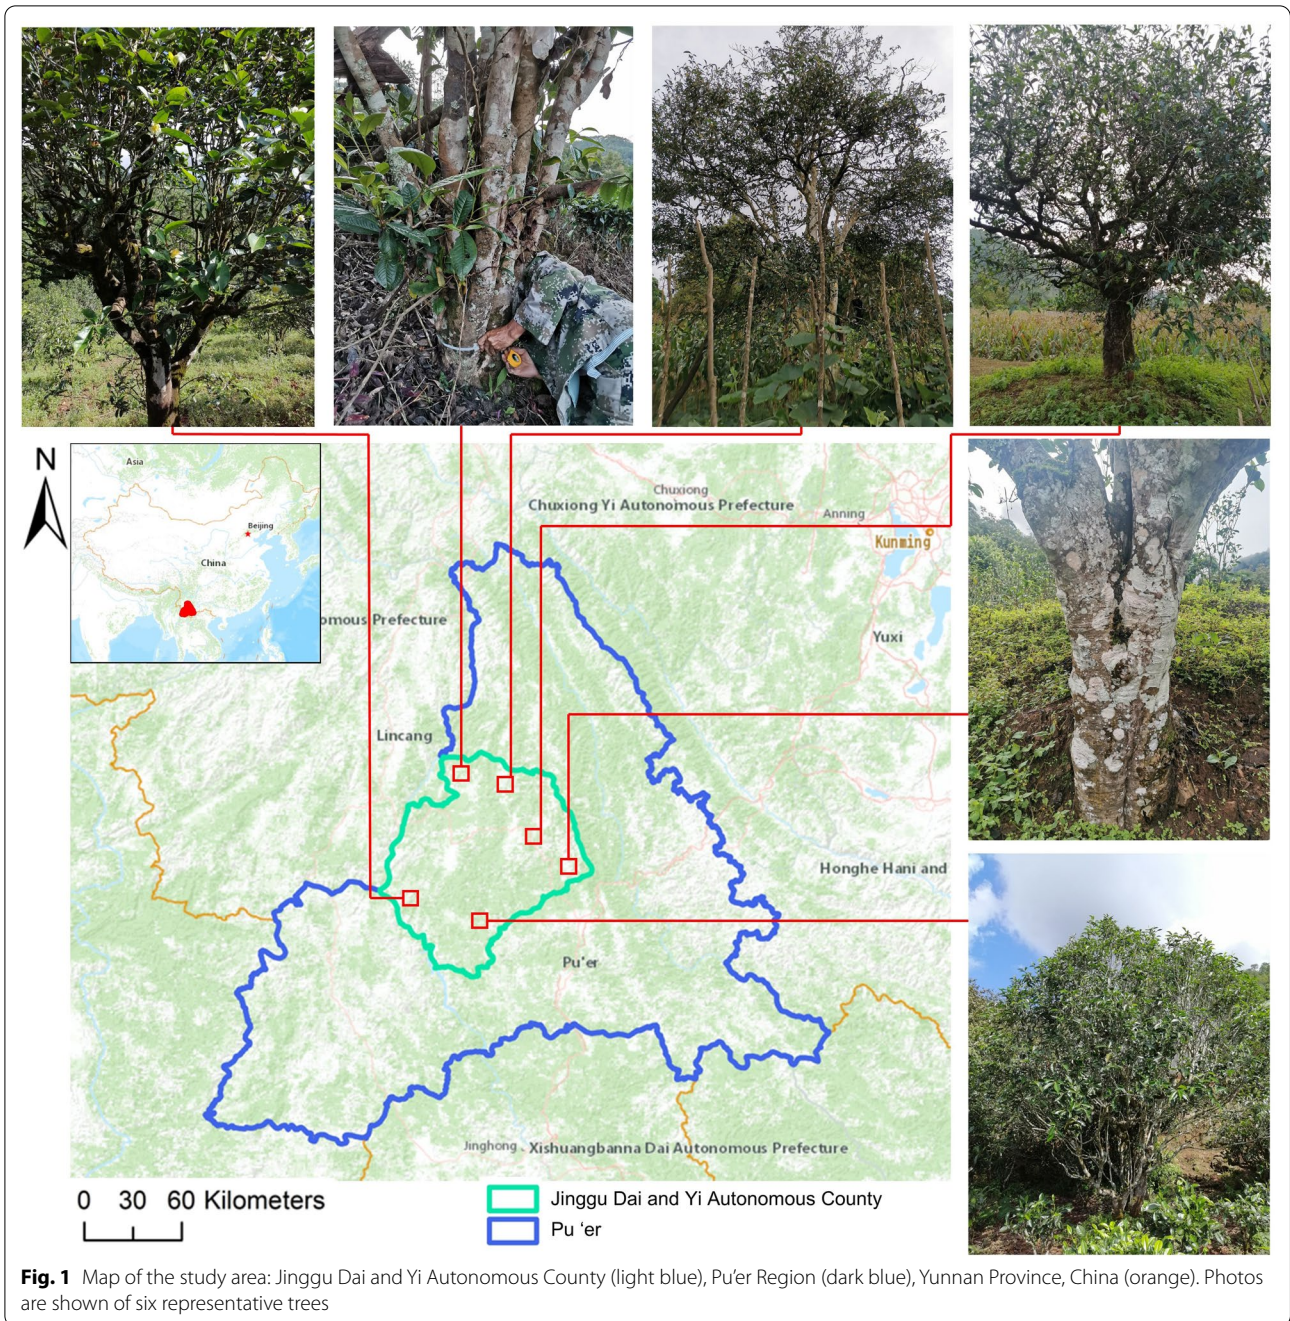 N
Asia
Beijing
China
Chuxiong
Chuxiong Yi Autonomous Prefecture
Anning
Kunming
omous Prefecture
Yuxi
Lincang
Honghe Hani and
Pu'er
Jinghong
Xishuangbanna Dai Autonomous Prefecture
0 30 60 Kilometers
Jinggu Dai and Yi Autonomous County
Pu ‘er
Fig. 1 Map of the study area: Jinggu Dai and Yi Autonomous County (light blue), Pu’er Region (dark blue), Yunnan Province, China (orange). Photos
are shown of six representative trees